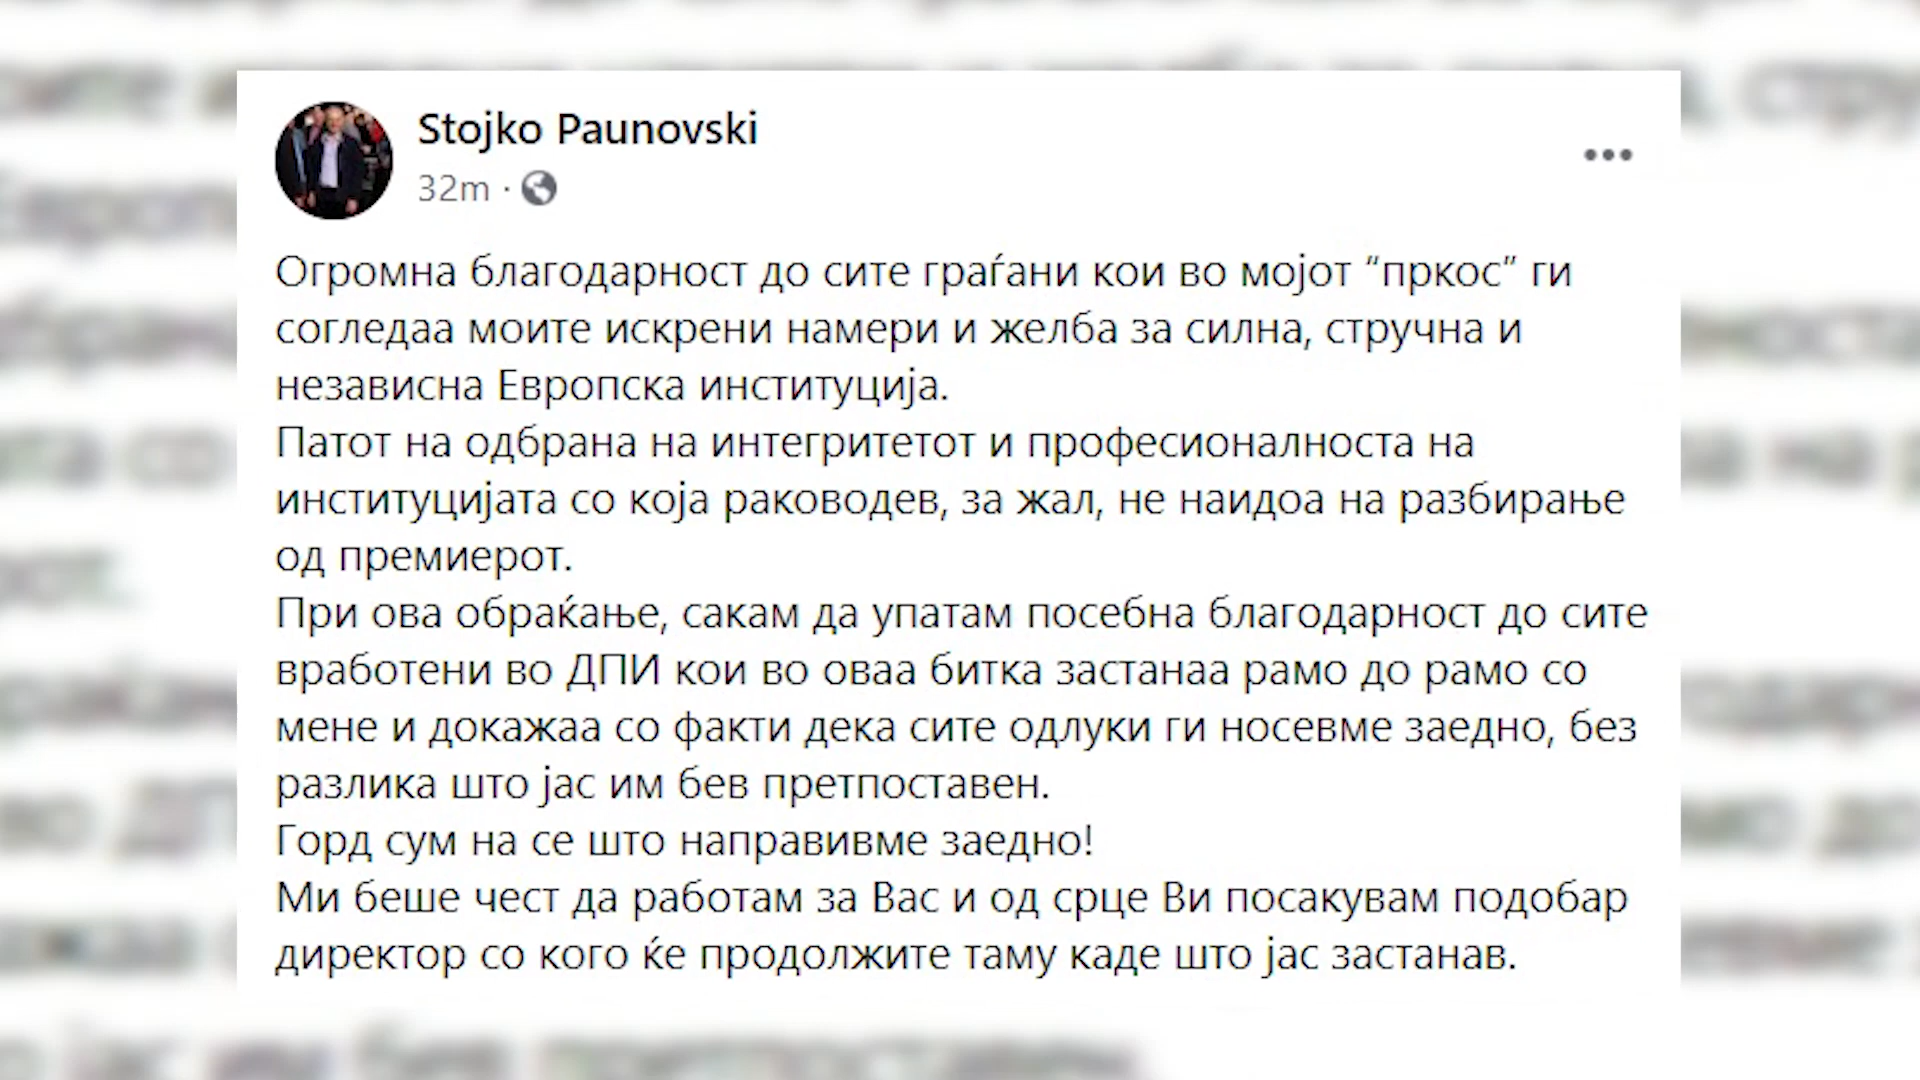 Stojko Paunovski
32m ·
Огромна благодарност до сите граѓани кои во мојот “пркос” ги
согледаа моите искрени намери и желба за силна, стручна и
независна Европска институција.
Патот на одбрана на интегритетот и професионалноста на
институцијата со која раководев, за жал, не наидоа на разбирање
од премиерот.
При ова обраќање, сакам да упатам посебна благодарност до сите
вработени во ДПИ кои во оваа битка застанаа рамо до рамо со
мене и докажаа со факти дека сите одлуки ги носевме заедно, без
разлика што јас им бев претпоставен.
Горд сум на се што направивме заедно!
Ми беше чест да работам за Вас и од срце Ви посакувам подобар
директор со кого ќе продолжите таму каде што јас застанав.